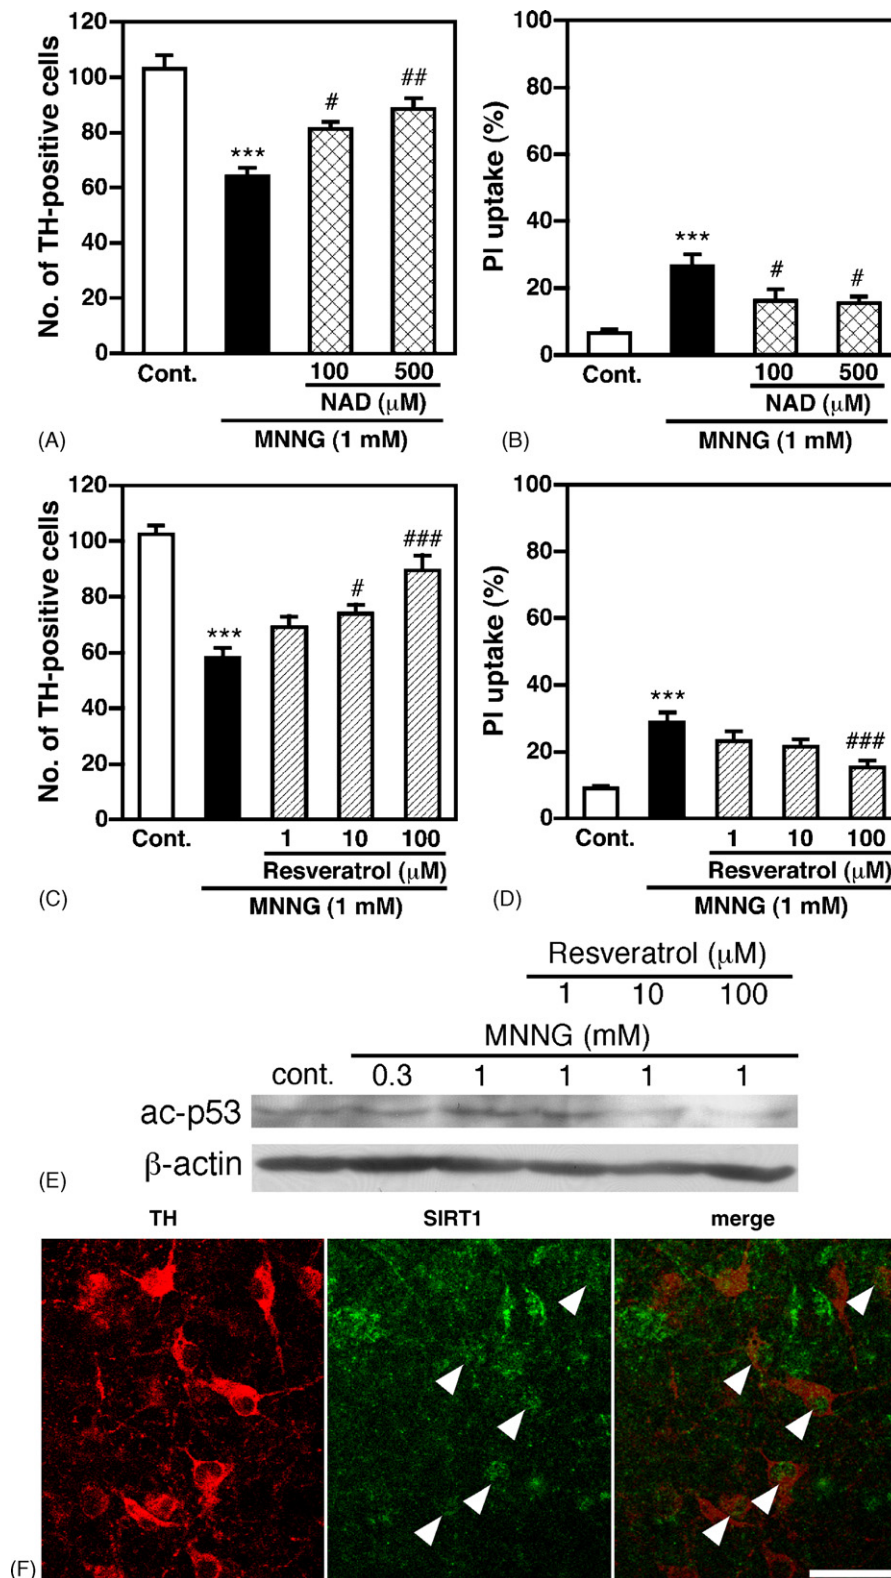 No. of TH-positive cells
120
100
80
60
40
20
0
***
#
##
Cont.
100
500
NAD (μM)
MNNG (1 mM)
(A)
PI uptake (%)
100
80
60
40
20
0
***
#
#
Cont.
100
500
NAD (μM)
MNNG (1 mM)
(B)
No. of TH-positive cells
120
100
80
60
40
20
0
***
#
###
Cont.
1
10
100
Resveratrol (μM)
MNNG (1 mM)
(C)
PI uptake (%)
100
80
60
40
20
0
***
###
Cont.
1
10
100
Resveratrol (μM)
MNNG (1 mM)
(D)
Resveratrol (μM)
1 10 100
MNNG (mM)
cont. 0.3 1 1 1 1
ac-p53
β-actin
(E)
TH
SIRT1
merge
(F)